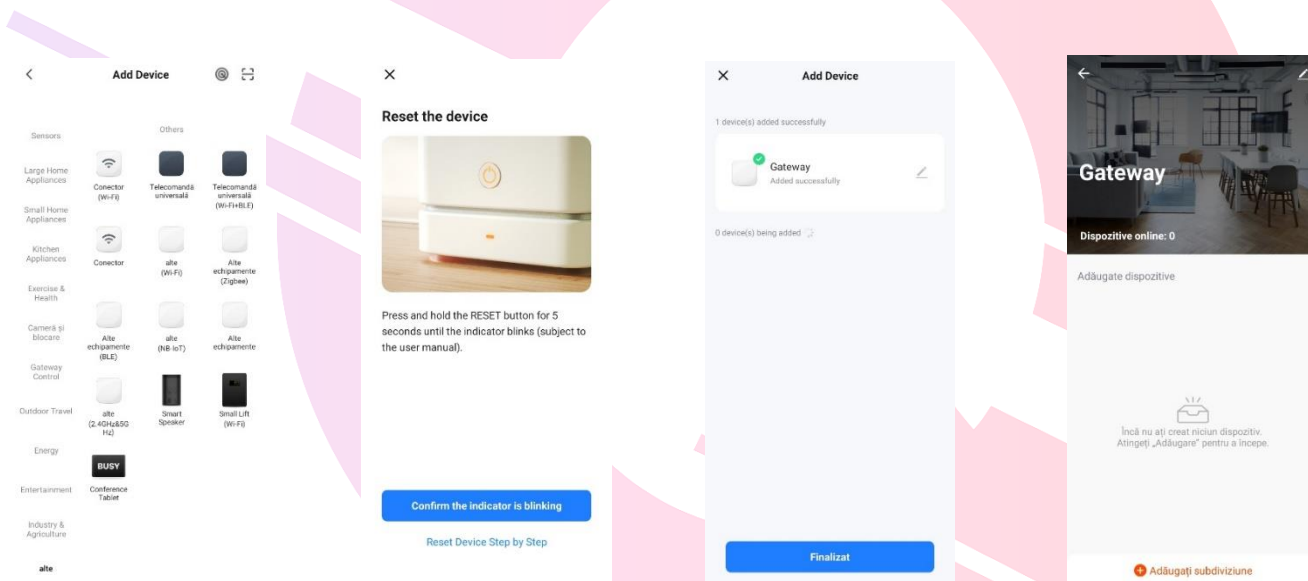 Add Device
Sensors
Large Home
Appliances
Small Home
Appliances
Kitchen
Appliances
Exercise &
Health
Cameră și
blocare
Gateway
Control
Outdoor Travel
Energy
Entertainment
Industry &
Agriculture
alte
Others
Conector
(Wi-Fi)
Telecomandă
universală
Telecomandă
universală
(Wi-Fi+BLE)
Conector
alte
(Wi-Fi)
Alte
echipamente
(Zigbee)
Alte
echipamente
(BLE)
alte
(NB-IoT)
Alte
echipamente
alte
(2.4GHz&5G
Hz)
Smart
Speaker
Small Lift
(Wi-Fi)
BUSY
Conference
Tablet
Reset the device
Press and hold the RESET button for 5
seconds until the indicator blinks (subject to
the user manual).
Confirm the indicator is blinking
Reset Device Step by Step
Add Device
1 device(s) added successfully
Gateway
Added successfully
0 device(s) being added
Finalizat
Gateway
Dispozitive online: 0
Adăugate dispozitive
Încă nu ați creat niciun dispozitiv.
Atingeți „Adăugare” pentru a începe.
Adăugați subdiviziune